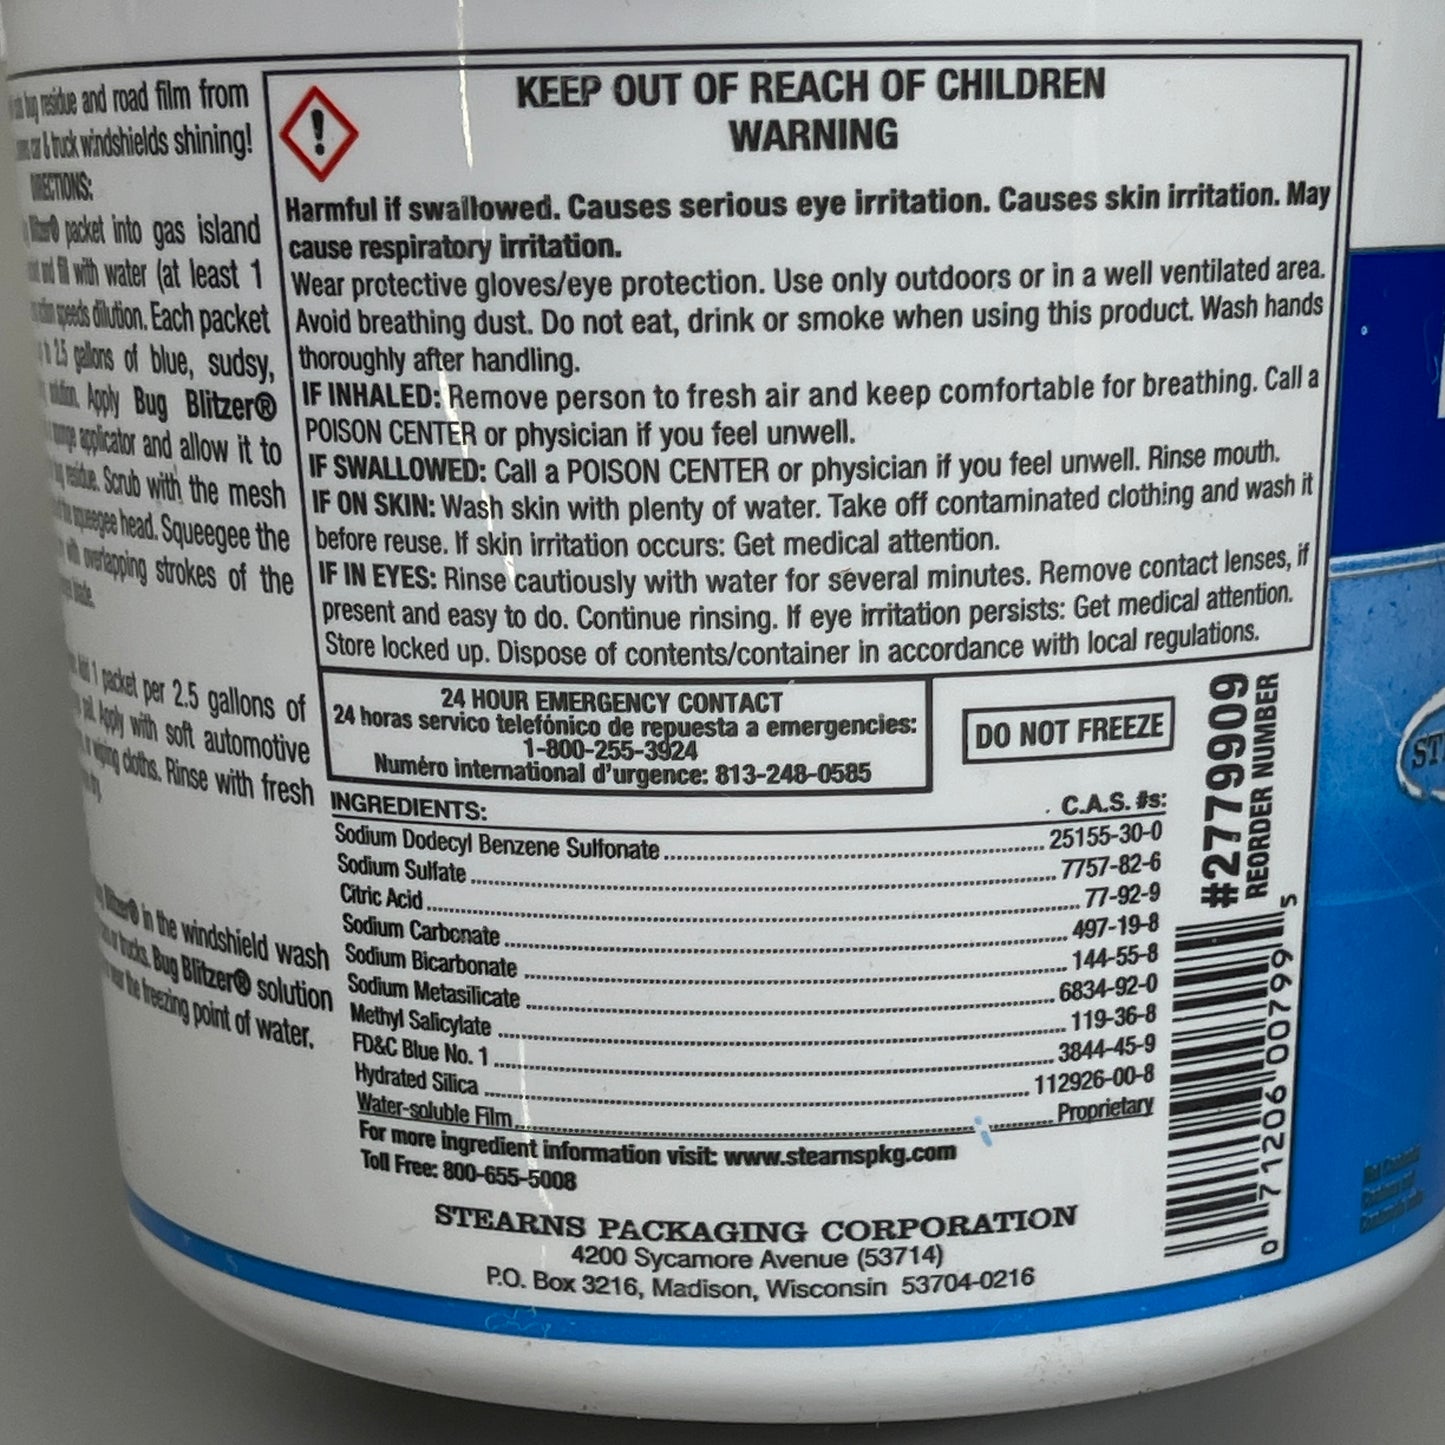 bug residue and road film from
car & truck windshields shining!
DIRECTIONS:
packet into gas island
fill with water (at least 1
speeds dilution. Each packet
2.5 gallons of blue, sudsy,
solution. Apply Bug Blitzer®
applicator and allow it to
residue. Scrub with the mesh
squeegee head. Squeegee the
with overlapping strokes of the
blade.
1 packet per 2.5 gallons of
Apply with soft automotive
wiping cloths. Rinse with fresh
Blitzer® in the windshield wash
or trucks. Bug Blitzer® solution
near the freezing point of water.
KEEP OUT OF REACH OF CHILDREN
WARNING
Harmful if swallowed. Causes serious eye irritation. Causes skin irritation. May
cause respiratory irritation.
Wear protective gloves/eye protection. Use only outdoors or in a well ventilated area.
Avoid breathing dust. Do not eat, drink or smoke when using this product. Wash hands
thoroughly after handling.
IF INHALED: Remove person to fresh air and keep comfortable for breathing. Call a
POISON CENTER or physician if you feel unwell.
IF SWALLOWED: Call a POISON CENTER or physician if you feel unwell. Rinse mouth.
IF ON SKIN: Wash skin with plenty of water. Take off contaminated clothing and wash it
before reuse. If skin irritation occurs: Get medical attention.
IF IN EYES: Rinse cautiously with water for several minutes. Remove contact lenses, if
present and easy to do. Continue rinsing. If eye irritation persists: Get medical attention.
Store locked up. Dispose of contents/container in accordance with local regulations.
24 HOUR EMERGENCY CONTACT
24 horas servico telefónico de repuesta a emergencies:
1-800-255-3924
Numéro international d'urgence: 813-248-0585
DO NOT FREEZE
INGREDIENTS: C.A.S. #s:
Sodium Dodecyl Benzene Sulfonate 25155-30-0
Sodium Sulfate 7757-82-6
Citric Acid 77-92-9
Sodium Carbonate 497-19-8
Sodium Bicarbonate 144-55-8
Sodium Metasilicate 6834-92-0
Methyl Salicylate 119-36-8
FD&C Blue No. 1 3844-45-9
Hydrated Silica 112926-00-8
Water-soluble Film Proprietary
For more ingredient information visit: www.stearnspkg.com
Toll Free: 800-655-5008
STEARNS PACKAGING CORPORATION
4200 Sycamore Avenue (53714)
P.O. Box 3216, Madison, Wisconsin 53704-0216
#2779909
REORDER NUMBER
0 71206 00799 5
ST